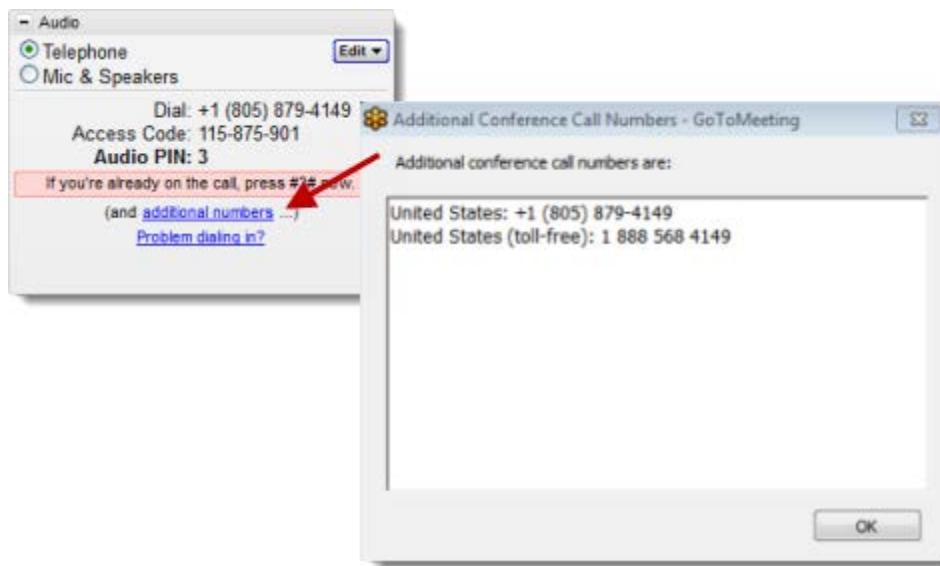 Audio
Telephone
Edit
Mic & Speakers
Dial: +1 (805) 879-4149
Access Code: 115-875-901
Audio PIN: 3
If you're already on the call, press #3# now.
(and additional numbers ...)
Problem dialing in?
Additional Conference Call Numbers - GoToMeeting
Additional conference call numbers are:
United States: +1 (805) 879-4149
United States (toll-free): 1 888 568 4149
OK